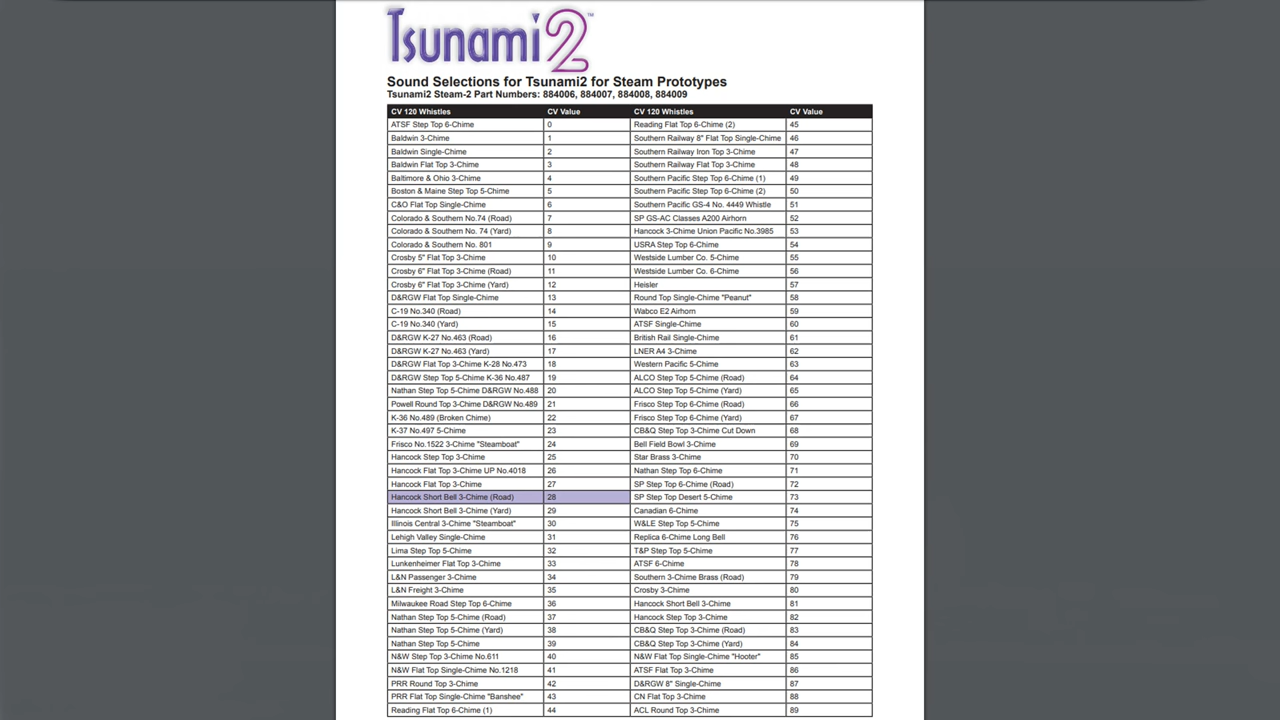 Tsunami2™
Sound Selections for Tsunami2 for Steam Prototypes
Tsunami2 Steam-2 Part Numbers: 884006, 884007, 884008, 884009
CV 120 Whistles CV Value CV 120 Whistles CV Value
ATSF Step Top 6-Chime 0 Reading Flat Top 6-Chime (2) 45
Baldwin 3-Chime 1 Southern Railway 8" Flat Top Single-Chime 46
Baldwin Single-Chime 2 Southern Railway Iron Top 3-Chime 47
Baldwin Flat Top 3-Chime 3 Southern Railway Flat Top 3-Chime 48
Baltimore & Ohio 3-Chime 4 Southern Pacific Step Top 6-Chime (1) 49
Boston & Maine Step Top 5-Chime 5 Southern Pacific Step Top 6-Chime (2) 50
C&O Flat Top Single-Chime 6 Southern Pacific GS-4 No. 4449 Whistle 51
Colorado & Southern No.74 (Road) 7 SP GS-AC Classes A200 Airhorn 52
Colorado & Southern No. 74 (Yard) 8 Hancock 3-Chime Union Pacific No.3985 53
Colorado & Southern No. 801 9 USRA Step Top 6-Chime 54
Crosby 5" Flat Top 3-Chime 10 Westside Lumber Co. 5-Chime 55
Crosby 6" Flat Top 3-Chime (Road) 11 Westside Lumber Co. 6-Chime 56
Crosby 6" Flat Top 3-Chime (Yard) 12 Heisler 57
D&RGW Flat Top Single-Chime 13 Round Top Single-Chime "Peanut" 58
C-19 No.340 (Road) 14 Wabco E2 Airhorn 59
C-19 No.340 (Yard) 15 ATSF Single-Chime 60
D&RGW K-27 No.463 (Road) 16 British Rail Single-Chime 61
D&RGW K-27 No.463 (Yard) 17 LNER A4 3-Chime 62
D&RGW Flat Top 3-Chime K-28 No.473 18 Western Pacific 5-Chime 63
D&RGW Step Top 5-Chime K-36 No.487 19 ALCO Step Top 5-Chime (Road) 64
Nathan Step Top 5-Chime D&RGW No.488 20 ALCO Step Top 5-Chime (Yard) 65
Powell Round Top 3-Chime D&RGW No.489 21 Frisco Step Top 6-Chime (Road) 66
K-36 No.489 (Broken Chime) 22 Frisco Step Top 6-Chime (Yard) 67
K-37 No.497 5-Chime 23 CB&Q Step Top 3-Chime Cut Down 68
Frisco No.1522 3-Chime "Steamboat" 24 Bell Field Bowl 3-Chime 69
Hancock Step Top 3-Chime 25 Star Brass 3-Chime 70
Hancock Flat Top 3-Chime UP No.4018 26 Nathan Step Top 6-Chime 71
Hancock Flat Top 3-Chime 27 SP Step Top 6-Chime (Road) 72
Hancock Short Bell 3-Chime (Road) 28 SP Step Top Desert 5-Chime 73
Hancock Short Bell 3-Chime (Yard) 29 Canadian 6-Chime 74
Illinois Central 3-Chime "Steamboat" 30 W&LE Step Top 5-Chime 75
Lehigh Valley Single-Chime 31 Replica 6-Chime Long Bell 76
Lima Step Top 5-Chime 32 T&P Step Top 5-Chime 77
Lunkenheimer Flat Top 3-Chime 33 ATSF 6-Chime 78
L&N Passenger 3-Chime 34 Southern 3-Chime Brass (Road) 79
L&N Freight 3-Chime 35 Crosby 3-Chime 80
Milwaukee Road Step Top 6-Chime 36 Hancock Short Bell 3-Chime 81
Nathan Step Top 5-Chime (Road) 37 Hancock Step Top 3-Chime 82
Nathan Step Top 5-Chime (Yard) 38 CB&Q Step Top 3-Chime (Road) 83
Nathan Step Top 5-Chime 39 CB&Q Step Top 3-Chime (Yard) 84
N&W Step Top 3-Chime No.611 40 N&W Flat Top Single-Chime "Hooter" 85
N&W Flat Top Single-Chime No.1218 41 ATSF Flat Top 3-Chime 86
PRR Round Top 3-Chime 42 D&RGW 8" Single-Chime 87
PRR Flat Top Single-Chime "Banshee" 43 CN Flat Top 3-Chime 88
Reading Flat Top 6-Chime (1) 44 ACL Round Top 3-Chime 89